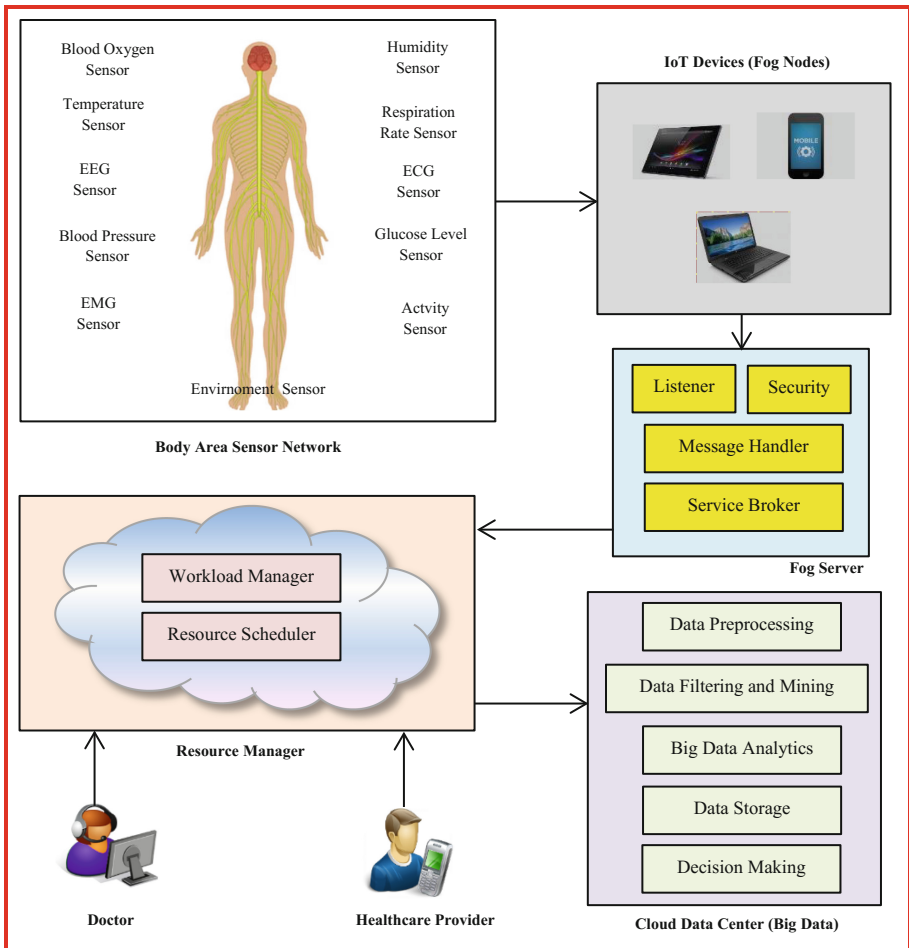 Blood Oxygen
Sensor
Temperature
Sensor
EEG
Sensor
Blood Pressure
Sensor
EMG
Sensor
Humidity
Sensor
Respiration
Rate Sensor
ECG
Sensor
Glucose Level
Sensor
Actvity
Sensor
Envirnoment Sensor
Body Area Sensor Network
IoT Devices (Fog Nodes)
MOBILE
Listener
Security
Message Handler
Service Broker
Fog Server
Workload Manager
Resource Scheduler
Resource Manager
Doctor
Healthcare Provider
Data Preprocessing
Data Filtering and Mining
Big Data Analytics
Data Storage
Decision Making
Cloud Data Center (Big Data)